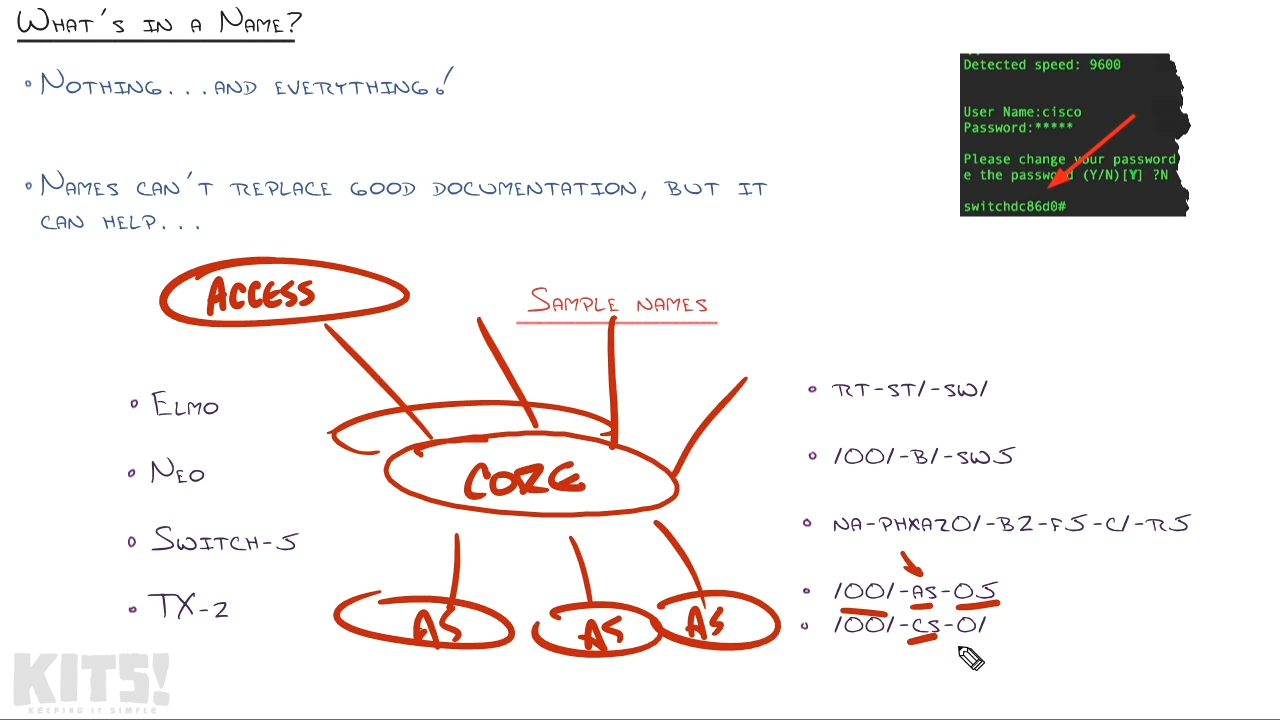 What's in a Name?
• Nothing...and everything!
Detected speed: 9600
User Name:cisco
Password:*****
Please change your password
e the password (Y/N)[Y] ?N
switchdc86d0#
• Names can't replace good documentation, but it
can help...
ACCESS
Sample names
• Elmo
• Neo
• Switch-5
• TX-2
CORE
AS
AS
AS
• RT-ST1-SW1
• 1001-B1-SW5
• NA-PHXAZ01-B2-F5-C1-R5
• 1001-AS-05
• 1001-CS-01
KITS!
KEEPING IT SIMPLE